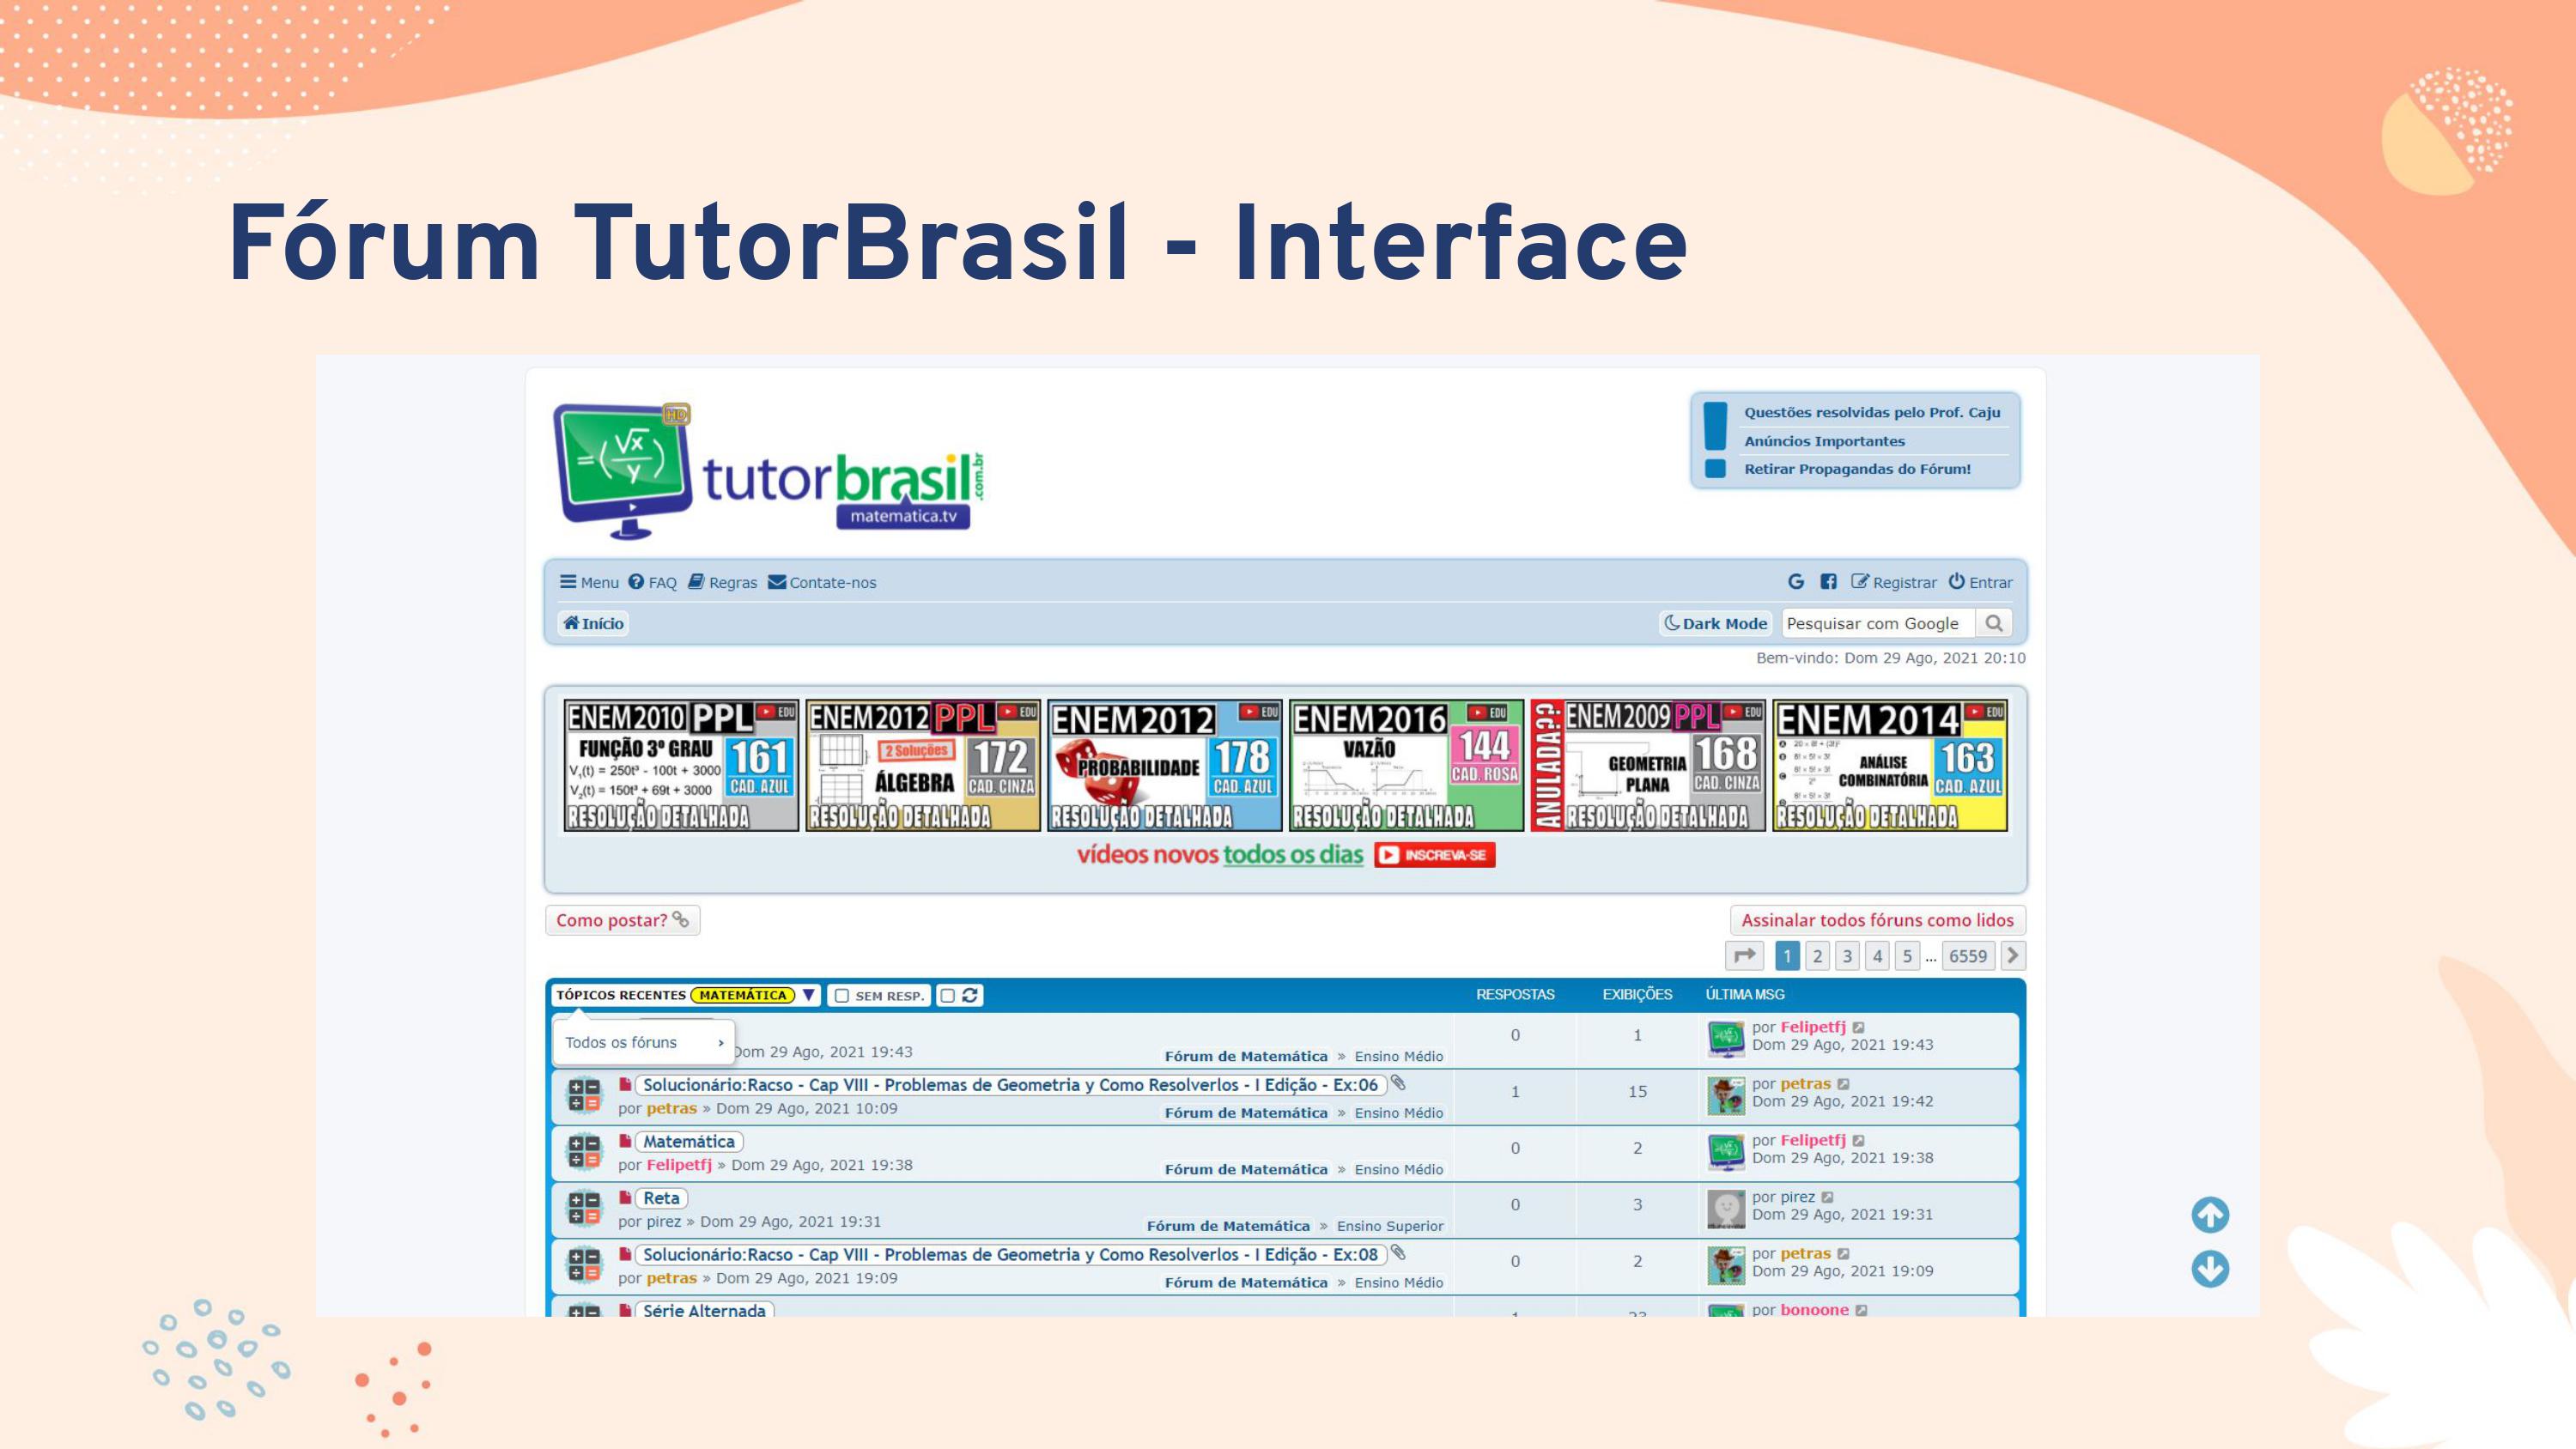 Fórum TutorBrasil - Interface
HD
=(√x/y)
tutorbrasil.com.br
matematica.tv
Questões resolvidas pelo Prof. Caju
Anúncios Importantes
Retirar Propagandas do Fórum!
Menu FAQ Regras Contate-nos
G Registrar Entrar
Início
Dark Mode Pesquisar com Google
Bem-vindo: Dom 29 Ago, 2021 20:10
ENEM2010 PPL EDU
FUNÇÃO 3º GRAU 161
V₁(t) = 250t³ - 100t + 3000
V₂(t) = 150t³ + 69t + 3000 CAD. AZUL
RESOLUÇÃO DETALHADA
ENEM2012 PPL EDU
2 Soluções 172
ÁLGEBRA CAD. CINZA
RESOLUÇÃO DETALHADA
ENEM2012 EDU
PROBABILIDADE 178
CAD. AZUL
RESOLUÇÃO DETALHADA
ENEM2016 EDU
VAZÃO 144
CAD. ROSA
RESOLUÇÃO DETALHADA
ANULADA??
ENEM2009 PPL EDU
GEOMETRIA PLANA 168
CAD. CINZA
RESOLUÇÃO DETALHADA
ENEM 2014 EDU
ANÁLISE COMBINATÓRIA 163
CAD. AZUL
RESOLUÇÃO DETALHADA
vídeos novos todos os dias INSCREVA-SE
Como postar?
Assinalar todos fóruns como lidos
1 2 3 4 5 ... 6559
TÓPICOS RECENTES MATEMÁTICA SEM RESP. RESPOSTAS EXIBIÇÕES ÚLTIMA MSG
Todos os fóruns
Dom 29 Ago, 2021 19:43 Fórum de Matemática » Ensino Médio 0 1 por Felipetfj
Dom 29 Ago, 2021 19:43
Solucionário:Racso - Cap VIII - Problemas de Geometria y Como Resolverlos - I Edição - Ex:06
por petras » Dom 29 Ago, 2021 10:09 Fórum de Matemática » Ensino Médio 1 15 por petras
Dom 29 Ago, 2021 19:42
Matemática
por Felipetfj » Dom 29 Ago, 2021 19:38 Fórum de Matemática » Ensino Médio 0 2 por Felipetfj
Dom 29 Ago, 2021 19:38
Reta
por pirez » Dom 29 Ago, 2021 19:31 Fórum de Matemática » Ensino Superior 0 3 por pirez
Dom 29 Ago, 2021 19:31
Solucionário:Racso - Cap VIII - Problemas de Geometria y Como Resolverlos - I Edição - Ex:08
por petras » Dom 29 Ago, 2021 19:09 Fórum de Matemática » Ensino Médio 0 2 por petras
Dom 29 Ago, 2021 19:09
Série Alternada por bonoone